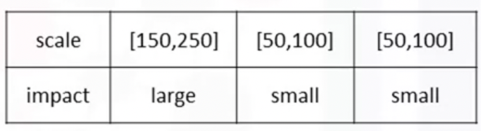 scale [150,250] [50,100] [50,100]
impact large small small